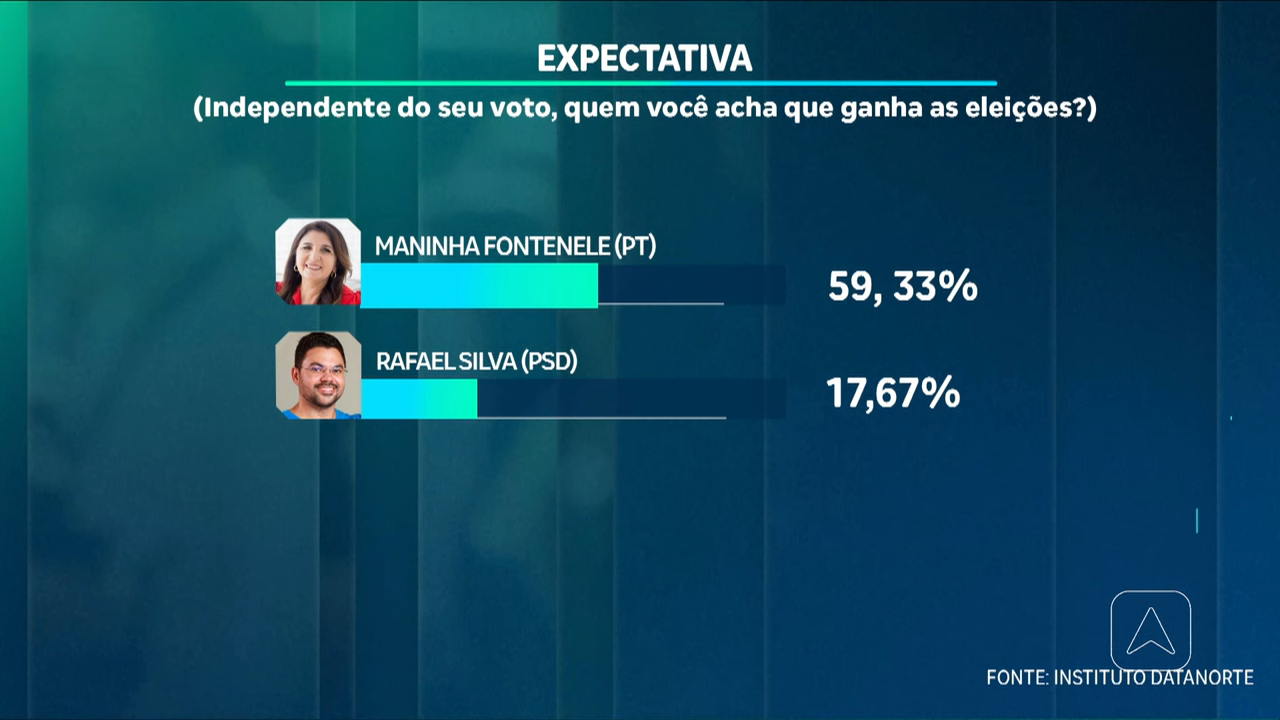 EXPECTATIVA
(Independente do seu voto, quem você acha que ganha as eleições?)
MANINHA FONTENELE (PT)
59, 33%
RAFAEL SILVA (PSD)
17,67%
FONTE: INSTITUTO DATANORTE